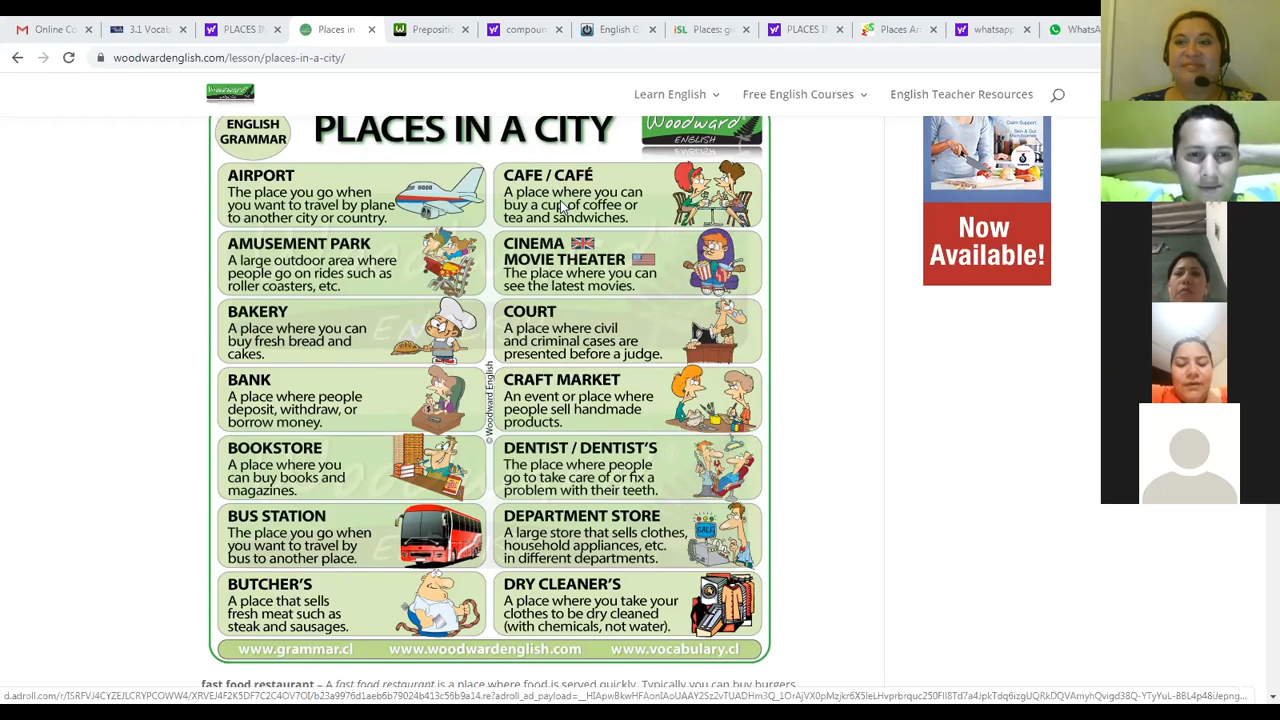 Online C
3.1 Vocab
PLACES IN
Places in
Prepositic
compoun
English G
Places: gi
PLACES IN
Places Ar
whatsapp
WhatsA
woodwardenglish.com/lesson/places-in-a-city/
Woodward
Learn English
Free English Courses
English Teacher Resources
ENGLISH
GRAMMAR
PLACES IN A CITY
Woodward
ENGLISH
AIRPORT
The place you go when
you want to travel by plane
to another city or country.
CAFE / CAFÉ
A place where you can
buy a cup of coffee or
tea and sandwiches.
AMUSEMENT PARK
A large outdoor area where
people go on rides such as
roller coasters, etc.
CINEMA
MOVIE THEATER
The place where you can
see the latest movies.
BAKERY
A place where you can
buy fresh bread and
cakes.
COURT
A place where civil
and criminal cases are
presented before a judge.
BANK
A place where people
deposit, withdraw, or
borrow money.
CRAFT MARKET
An event or place where
people sell handmade
products.
BOOKSTORE
A place where you
can buy books and
magazines.
DENTIST / DENTIST'S
The place where people
go to take care of or fix a
problem with their teeth.
BUS STATION
The place you go when
you want to travel by
bus to another place.
DEPARTMENT STORE
A large store that sells clothes,
household appliances, etc.
in different departments.
BUTCHER'S
A place that sells
fresh meat such as
steak and sausages.
DRY CLEANER'S
A place where you take your
clothes to be dry cleaned
(with chemicals, not water).
© Woodward English
www.grammar.cl www.woodwardenglish.com www.vocabulary.cl
fast food restaurant – A fast food restaurant is a place where food is served quickly. Typically you can buy burgers,
Claim Support
Skin & Gut
Now
Available!